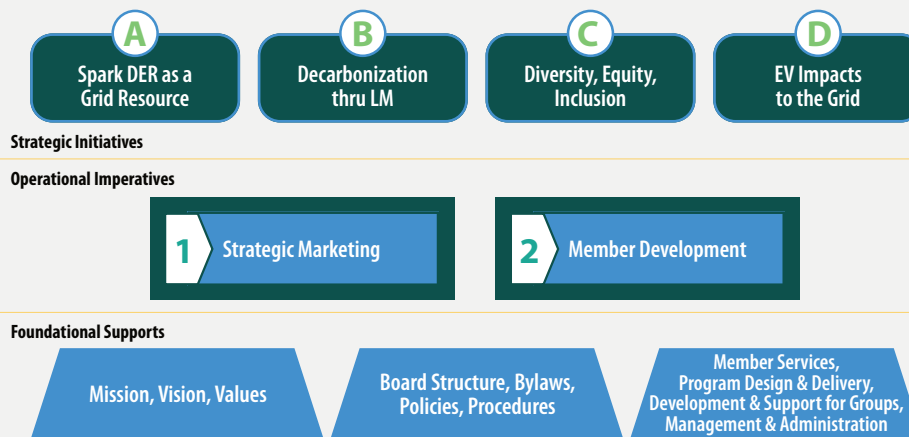 A
Spark DER as a
Grid Resource
B
Decarbonization
thru LM
C
Diversity, Equity,
Inclusion
D
EV Impacts
to the Grid
Strategic Initiatives
Operational Imperatives
1
Strategic Marketing
2
Member Development
Foundational Supports
Mission, Vision, Values
Board Structure, Bylaws,
Policies, Procedures
Member Services,
Program Design & Delivery,
Development & Support for Groups,
Management & Administration